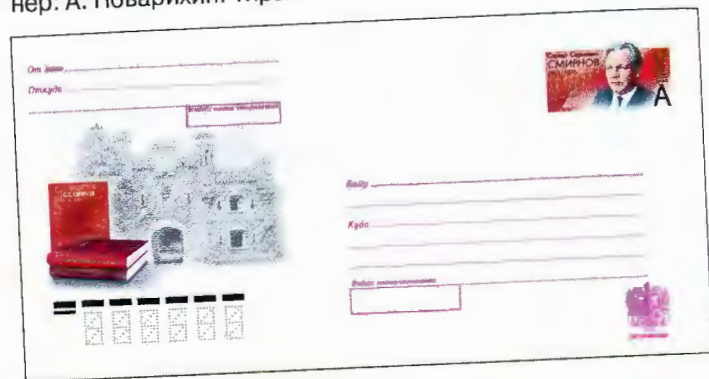 нер: А. Поварихин.
От кого
Откуда
Индекс места отправления
С.С. СМИРНОВ
Сергей Сергеевич
СМИРНОВ
А
Кому
Куда
Индекс места назначения